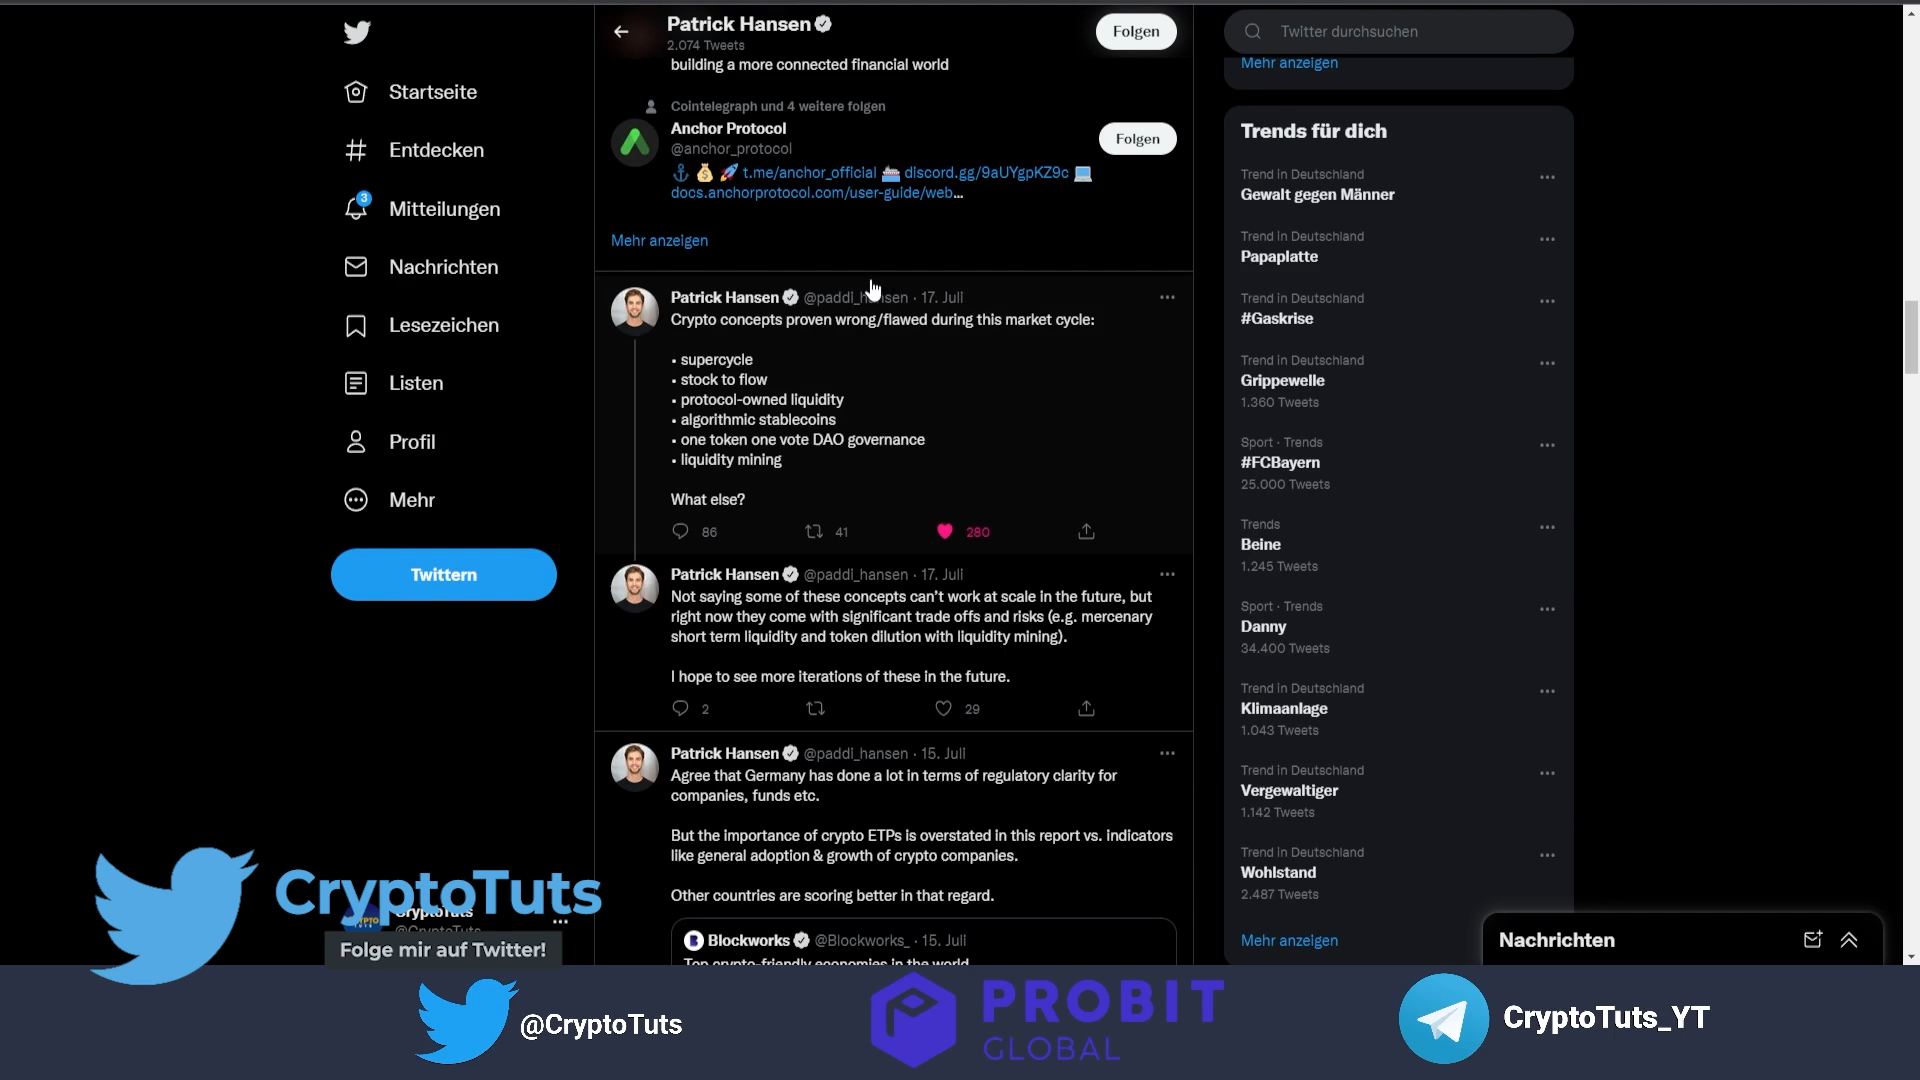 Startseite
Entdecken
3
Mitteilungen
Nachrichten
Lesezeichen
Listen
Profil
Mehr
Twittern
Patrick Hansen
2.074 Tweets
Folgen
building a more connected financial world
Cointelegraph und 4 weitere folgen
Anchor Protocol
@anchor_protocol
Folgen
t.me/anchor_official discord.gg/9aUYgpKZ9c
docs.anchorprotocol.com/user-guide/web…
Mehr anzeigen
Patrick Hansen @paddi_hansen · 17. Juli
Crypto concepts proven wrong/flawed during this market cycle:
• supercycle
• stock to flow
• protocol-owned liquidity
• algorithmic stablecoins
• one token one vote DAO governance
• liquidity mining
What else?
86 41 280
Patrick Hansen @paddi_hansen · 17. Juli
Not saying some of these concepts can't work at scale in the future, but
right now they come with significant trade offs and risks (e.g. mercenary
short term liquidity and token dilution with liquidity mining).
I hope to see more iterations of these in the future.
2 29
Patrick Hansen @paddi_hansen · 15. Juli
Agree that Germany has done a lot in terms of regulatory clarity for
companies, funds etc.
But the importance of crypto ETPs is overstated in this report vs. indicators
like general adoption & growth of crypto companies.
Other countries are scoring better in that regard.
Blockworks @Blockworks_ · 15. Juli
Top crypto-friendly economies in the world
Twitter durchsuchen
Mehr anzeigen
Trends für dich
Trend in Deutschland
Gewalt gegen Männer
Trend in Deutschland
Papaplatte
Trend in Deutschland
#Gaskrise
Trend in Deutschland
Grippewelle
1.360 Tweets
Sport · Trends
#FCBayern
25.000 Tweets
Trends
Beine
1.245 Tweets
Sport · Trends
Danny
34.400 Tweets
Trend in Deutschland
Klimaanlage
1.043 Tweets
Trend in Deutschland
Vergewaltiger
1.142 Tweets
Trend in Deutschland
Wohlstand
2.487 Tweets
Mehr anzeigen
Nachrichten
CryptoTuts
CryptoTuts
@CryptoTuts
Folge mir auf Twitter!
@CryptoTuts
PROBIT
GLOBAL
CryptoTuts_YT